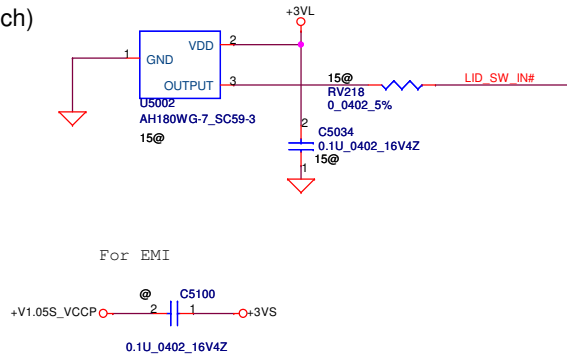 ch)
+3VL
1
GND
VDD
2
OUTPUT
3
U5002
AH180WG-7_SC59-3
15@
15@
RV218
0_0402_5%
LID_SW_IN#
2
C5034
0.1U_0402_16V4Z
15@
1
For EMI
@
C5100
+V1.05S_VCCP
2
1
+3VS
0.1U_0402_16V4Z